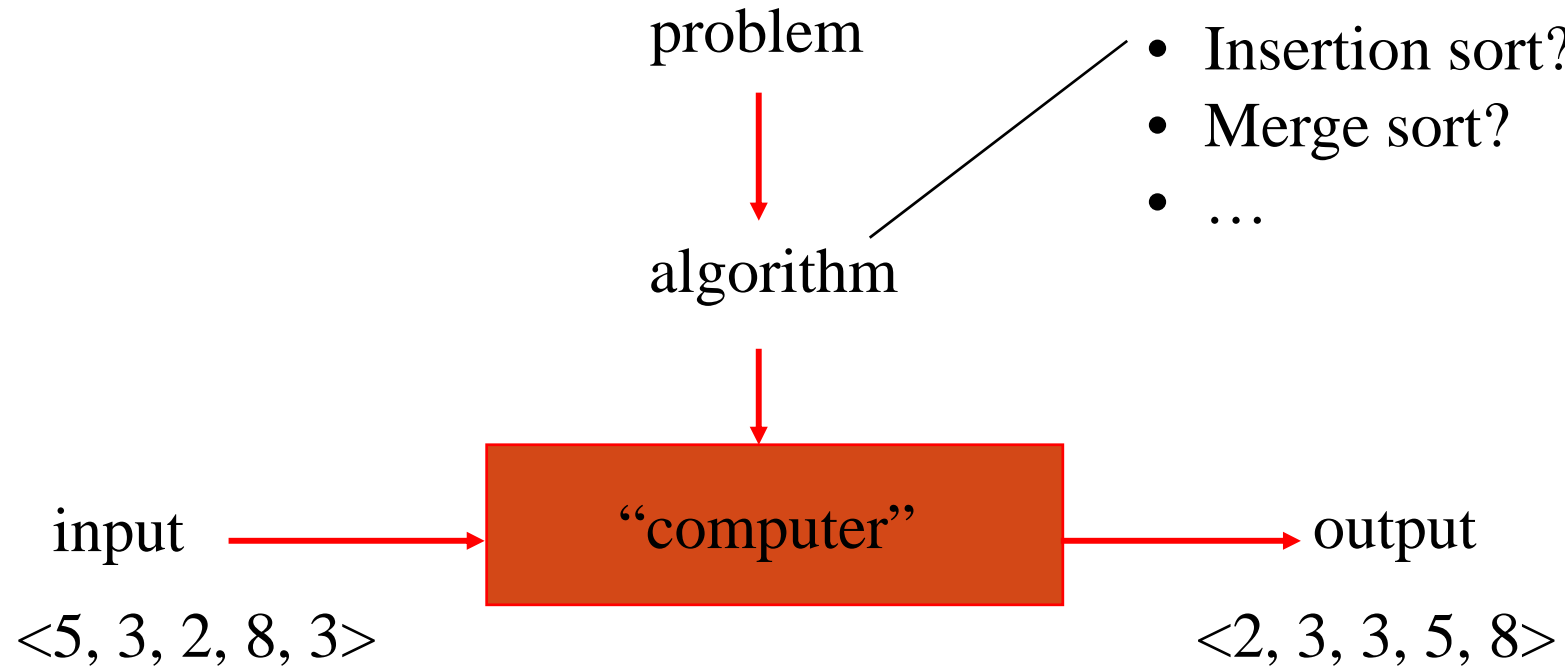 problem
• Insertion sort?
• Merge sort?
• …
algorithm
input
“computer”
output
<5, 3, 2, 8, 3>
<2, 3, 3, 5, 8>